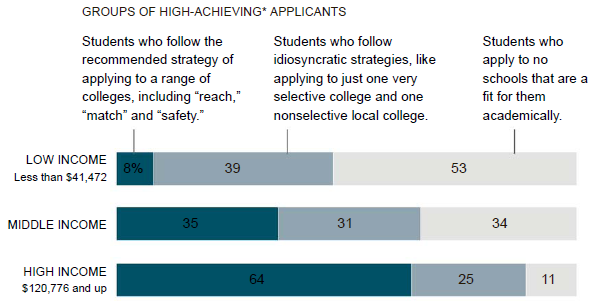 GROUPS OF HIGH-ACHIEVING* APPLICANTS
Students who follow the
recommended strategy of
applying to a range of
colleges, including “reach,”
“match” and “safety.”
Students who follow
idiosyncratic strategies, like
applying to just one very
selective college and one
nonselective local college.
Students who
apply to no
schools that are a
fit for them
academically.
LOW INCOME
Less than $41,472
8% 39 53
MIDDLE INCOME 35 31 34
HIGH INCOME
$120,776 and up
64 25 11